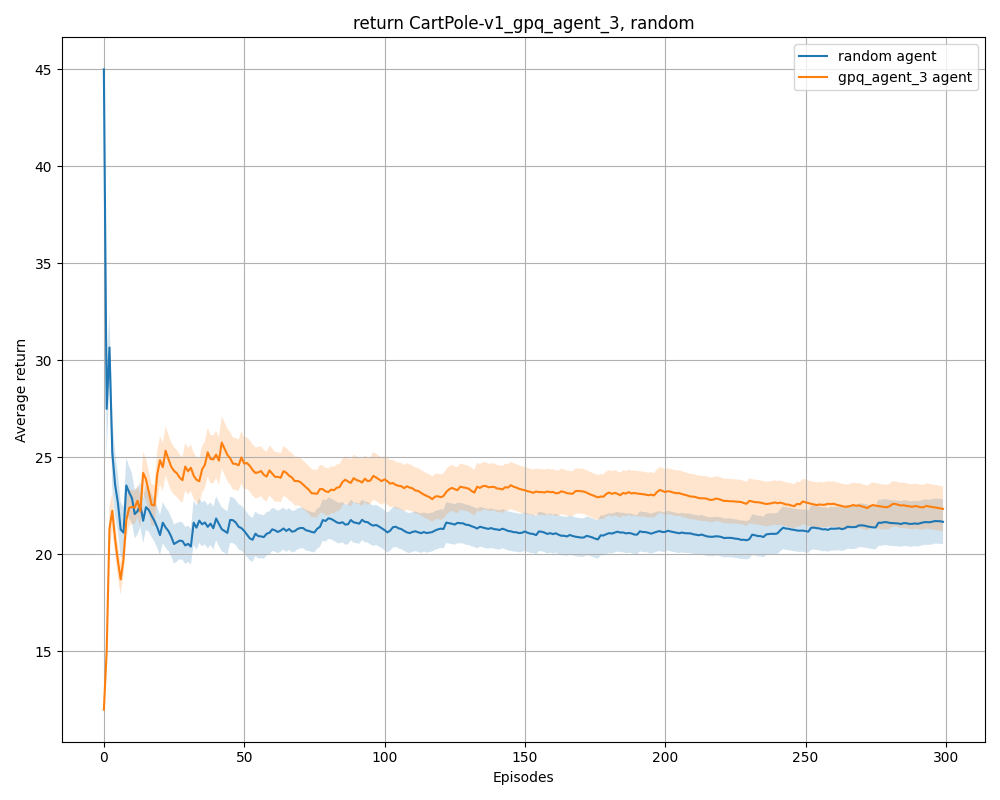 return CartPole-v1_gpq_agent_3, random
random agent
gpq_agent_3 agent
Average return
45
40
35
30
25
20
15
0
50
100
150
200
250
300
Episodes